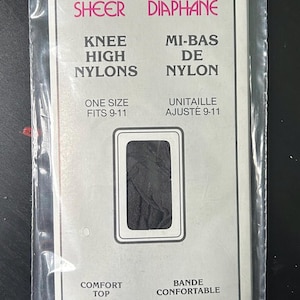 SHEER DIAPHANE
KNEE
HIGH
NYLONS
MI-BAS
DE
NYLON
ONE SIZE
FITS 9-11
UNITAILLE
AJUSTÉ 9-11
COMFORT
TOP
BANDE
CONFORTABLE